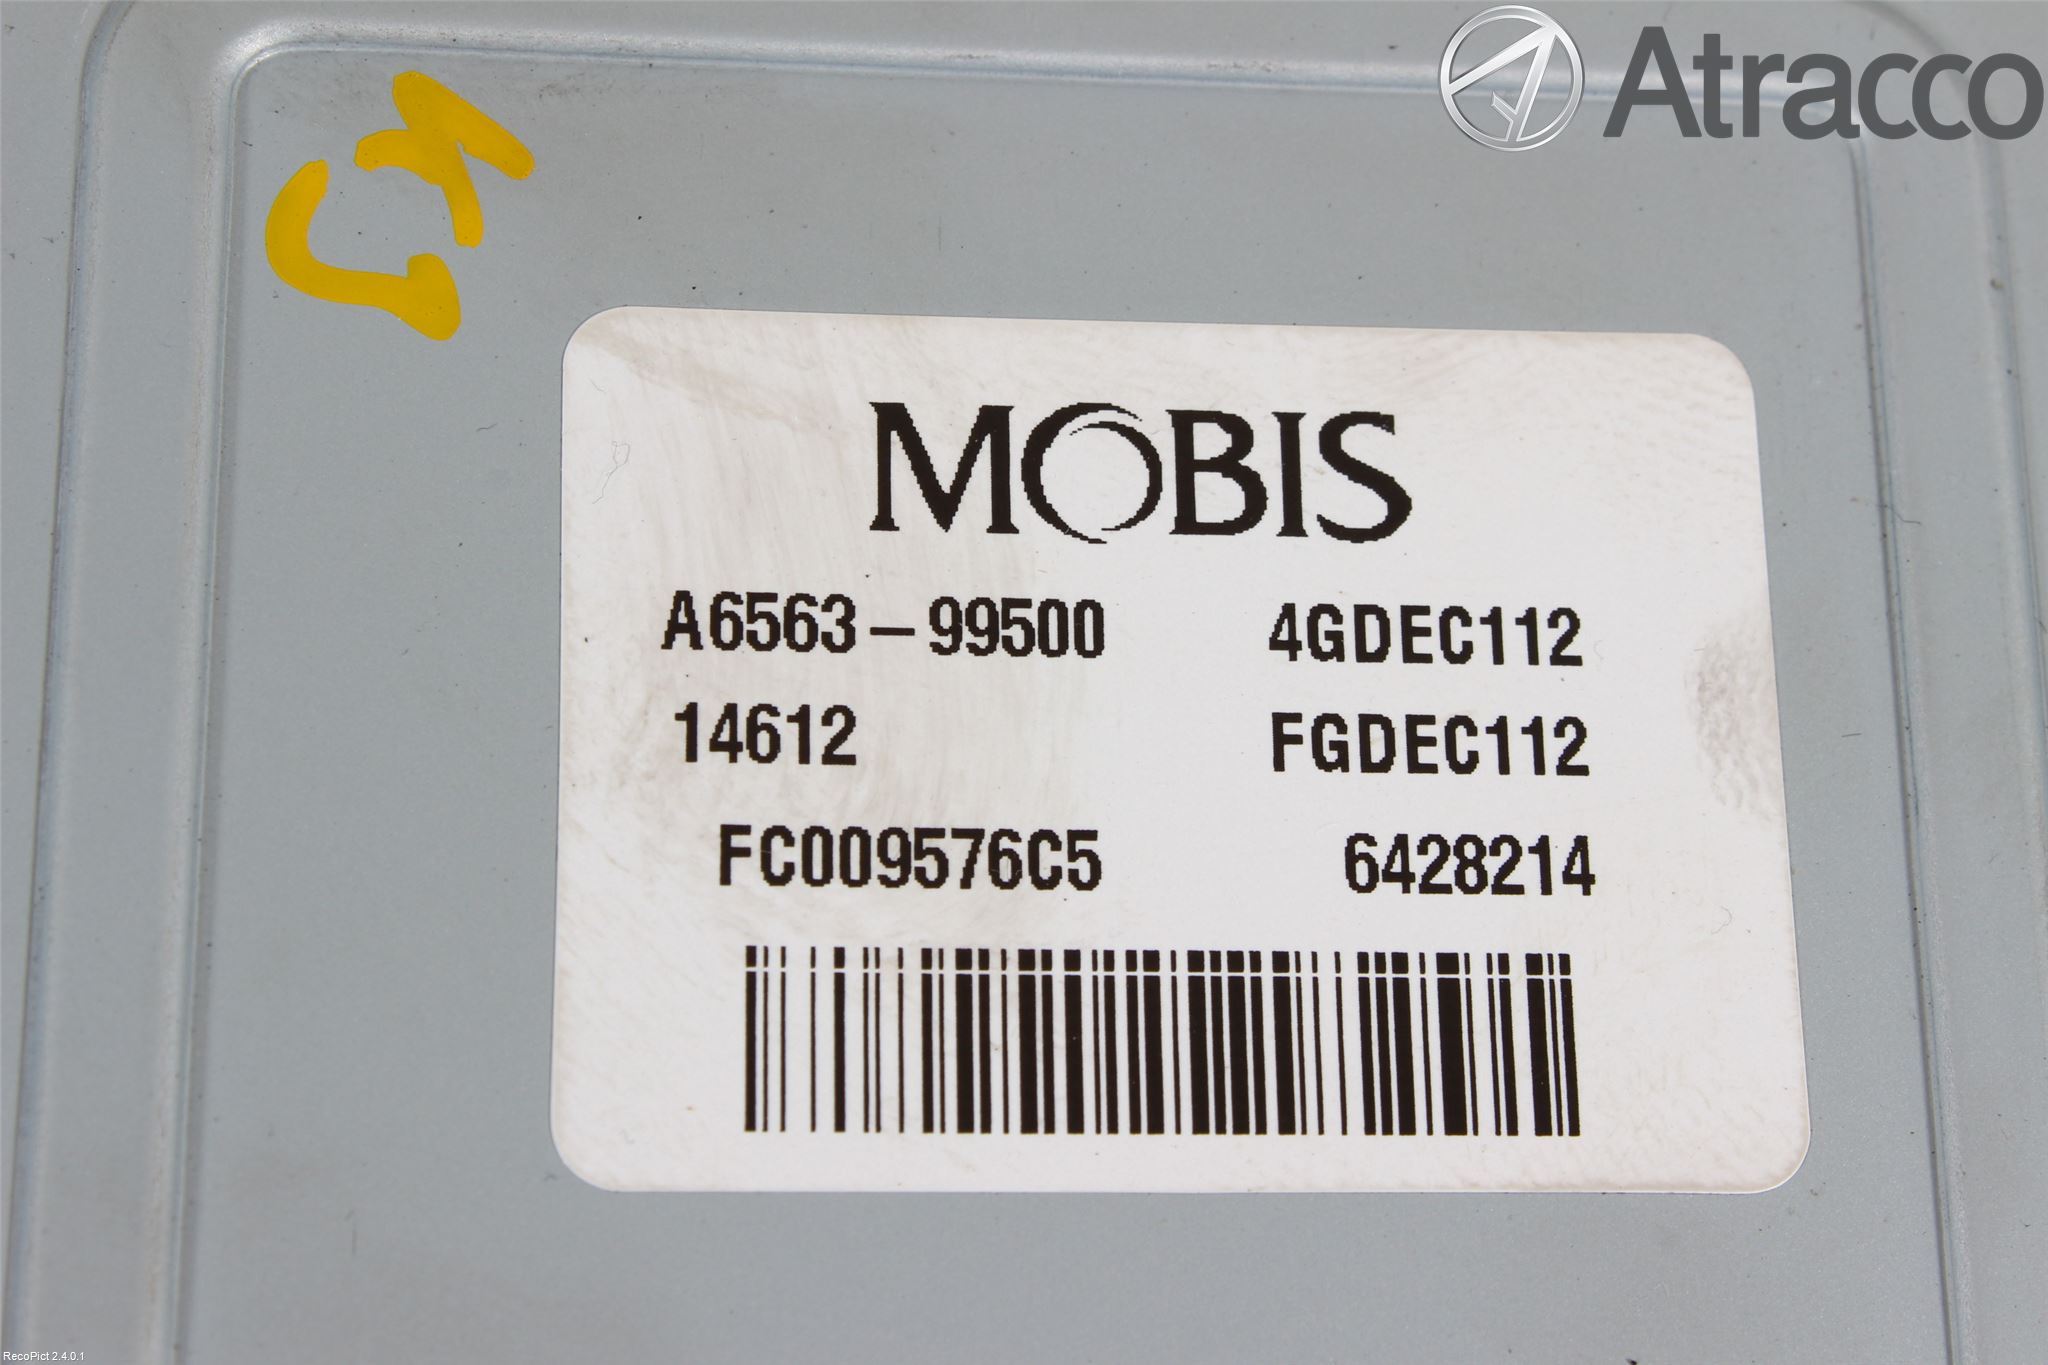 Atracco
MOBIS
A6563-99500 4GDEC112
14612 FGDEC112
FC009576C5 6428214
RecoPict 2.4.0.1